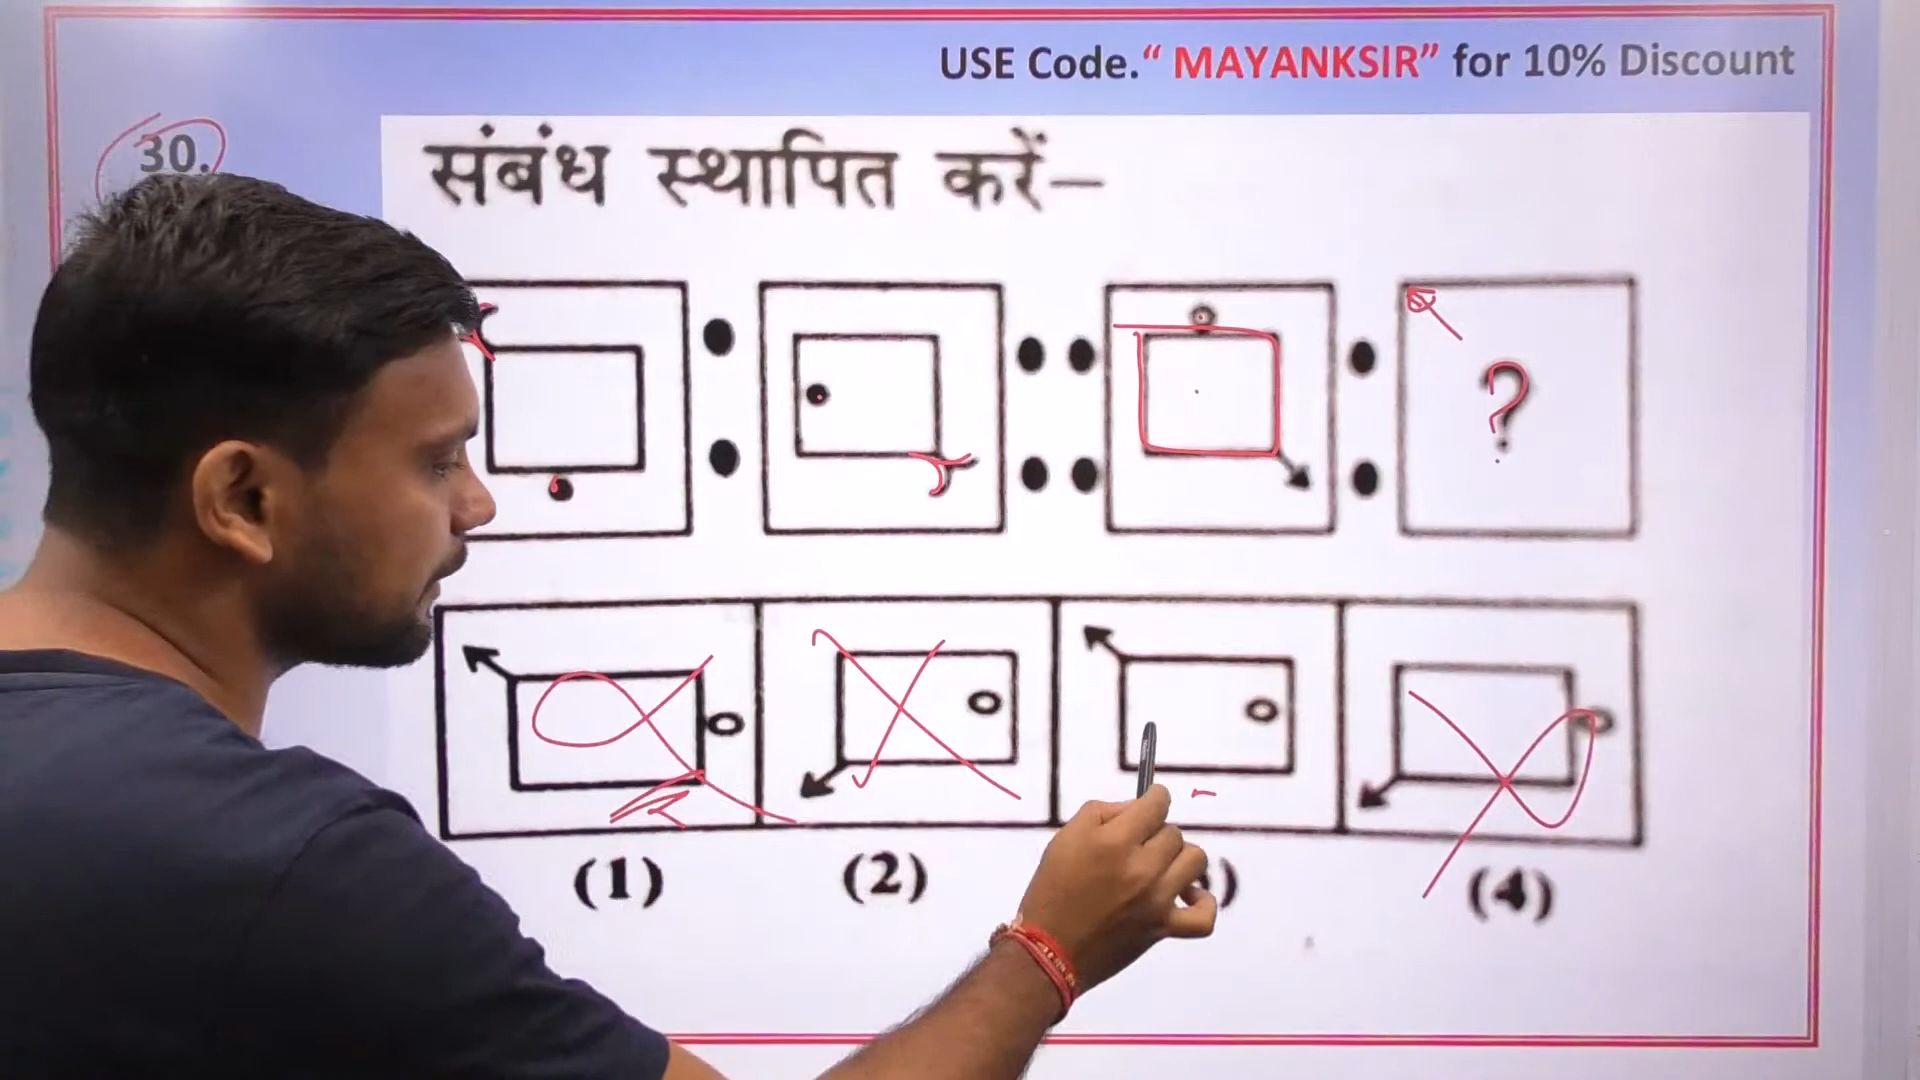 USE Code.“ MAYANKSIR” for 10% Discount
30.
संबंध स्थापित करें—
?
(1) (2) (4)